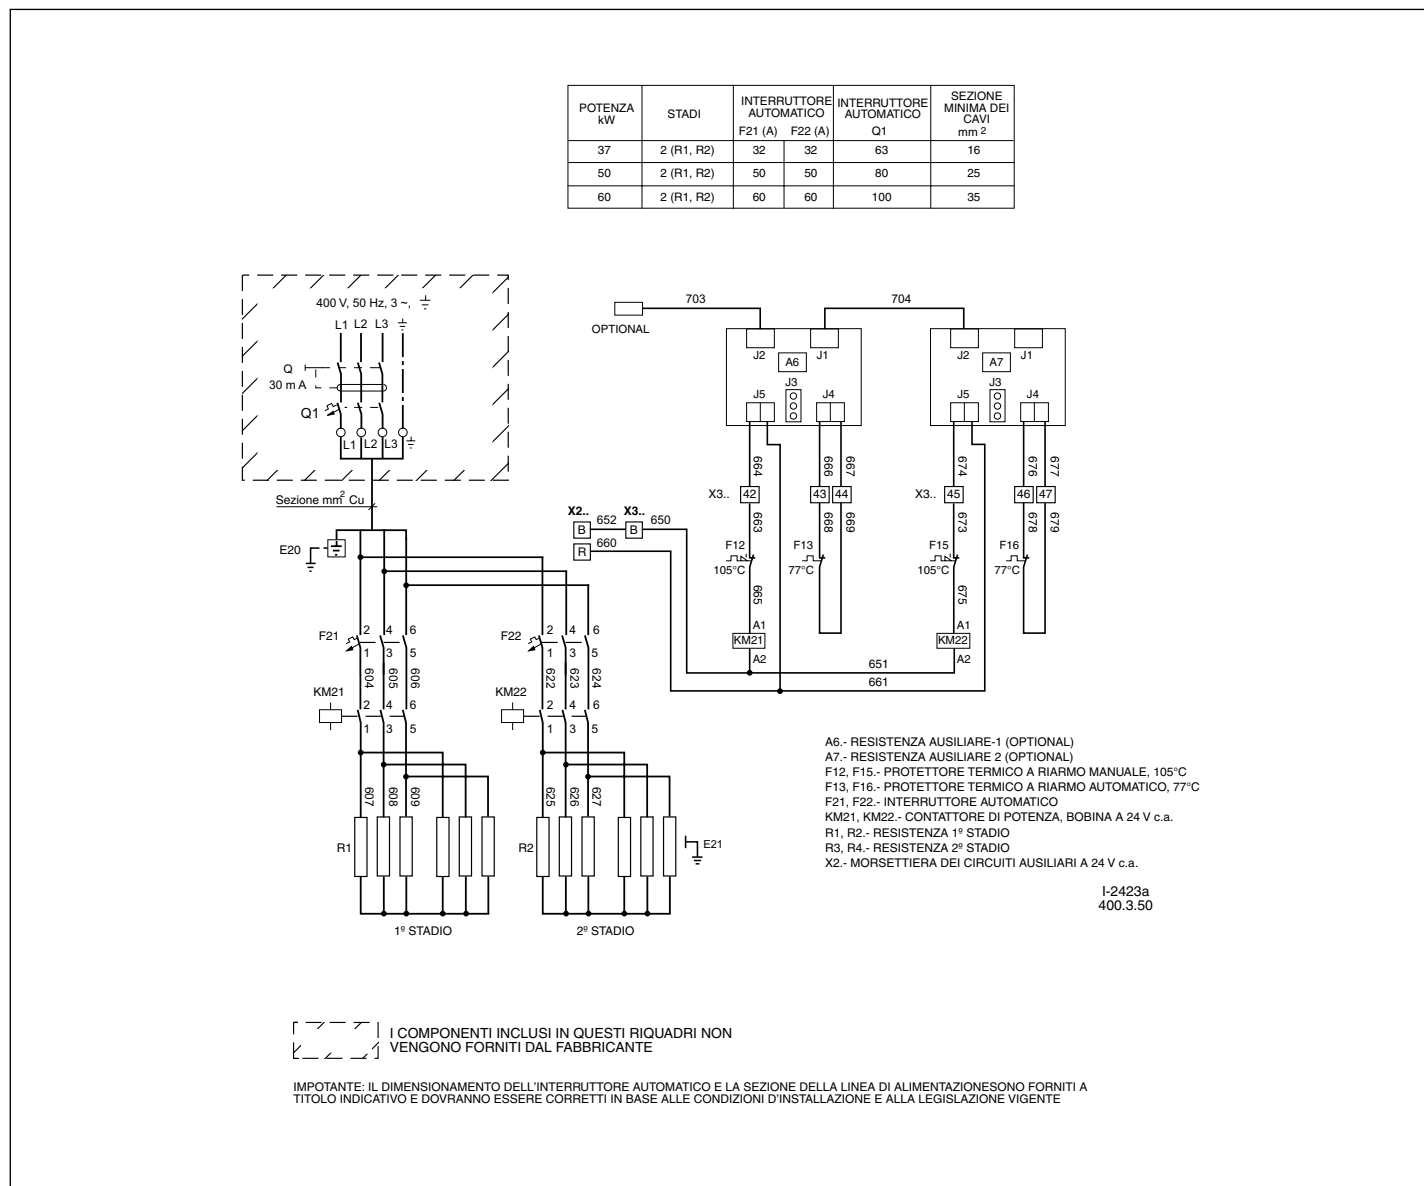 POTENZA kW STADI INTERRUTTORE AUTOMATICO F21 (A) F22 (A) INTERRUTTORE AUTOMATICO Q1 SEZIONE MINIMA DEI CAVI mm 2
37 2 (R1, R2) 32 32 63 16
50 2 (R1, R2) 50 50 80 25
60 2 (R1, R2) 60 60 100 35
400 V, 50 Hz, 3 ~,
L1 L2 L3
Q
30 m A
Q1
L1 L2 L3
Sezione mm2 Cu
E20
F21
2 4 6
1 3 5
604 605 606
KM21
2 4 6
1 3 5
607 608 609
R1
1º STADIO
F22
2 4 6
1 3 5
622 623 624
KM22
2 4 6
1 3 5
625 626 627
R2
E21
2º STADIO
OPTIONAL
703
704
J2 J1
A6
J3
J5 J4
J2 J1
A7
J3
J5 J4
664 666 667
X3.. 42 43 44
663 668 669
F12 F13
105°C 77°C
665
A1
KM21
A2
674 676 677
X3.. 45 46 47
673 678 679
F15 F16
105°C 77°C
675
A1
KM22
A2
X2.. X3..
B 652 B 650
R 660
651
661
A6.- RESISTENZA AUSILIARE-1 (OPTIONAL)
A7.- RESISTENZA AUSILIARE 2 (OPTIONAL)
F12, F15.- PROTETTORE TERMICO A RIARMO MANUALE, 105°C
F13, F16.- PROTETTORE TERMICO A RIARMO AUTOMATICO, 77°C
F21, F22.- INTERRUTTORE AUTOMATICO
KM21, KM22.- CONTATTORE DI POTENZA, BOBINA A 24 V c.a.
R1, R2.- RESISTENZA 1º STADIO
R3, R4.- RESISTENZA 2º STADIO
X2.- MORSETTIERA DEI CIRCUITI AUSILIARI A 24 V c.a.
I-2423a
400.3.50
I COMPONENTI INCLUSI IN QUESTI RIQUADRI NON
VENGONO FORNITI DAL FABBRICANTE
IMPOTANTE: IL DIMENSIONAMENTO DELL'INTERRUTTORE AUTOMATICO E LA SEZIONE DELLA LINEA DI ALIMENTAZIONESONO FORNITI A
TITOLO INDICATIVO E DOVRANNO ESSERE CORRETTI IN BASE ALLE CONDIZIONI D'INSTALLAZIONE E ALLA LEGISLAZIONE VIGENTE